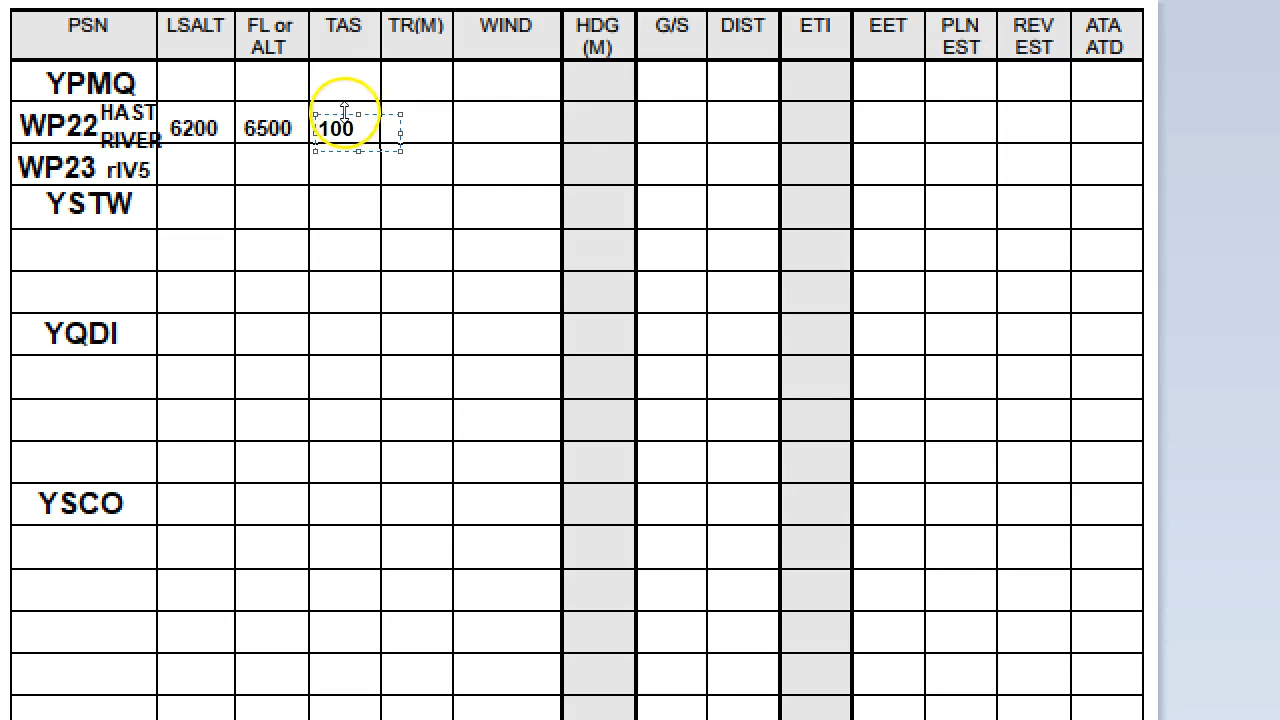 PSN LSALT FL or ALT TAS TR(M) WIND HDG (M) G/S DIST ETI EET PLN EST REV EST ATA ATD
YPMQ
WP22 HAST RIVER 6200 6500 100
WP23 rIV5
YSTW
YQDI
YSCO